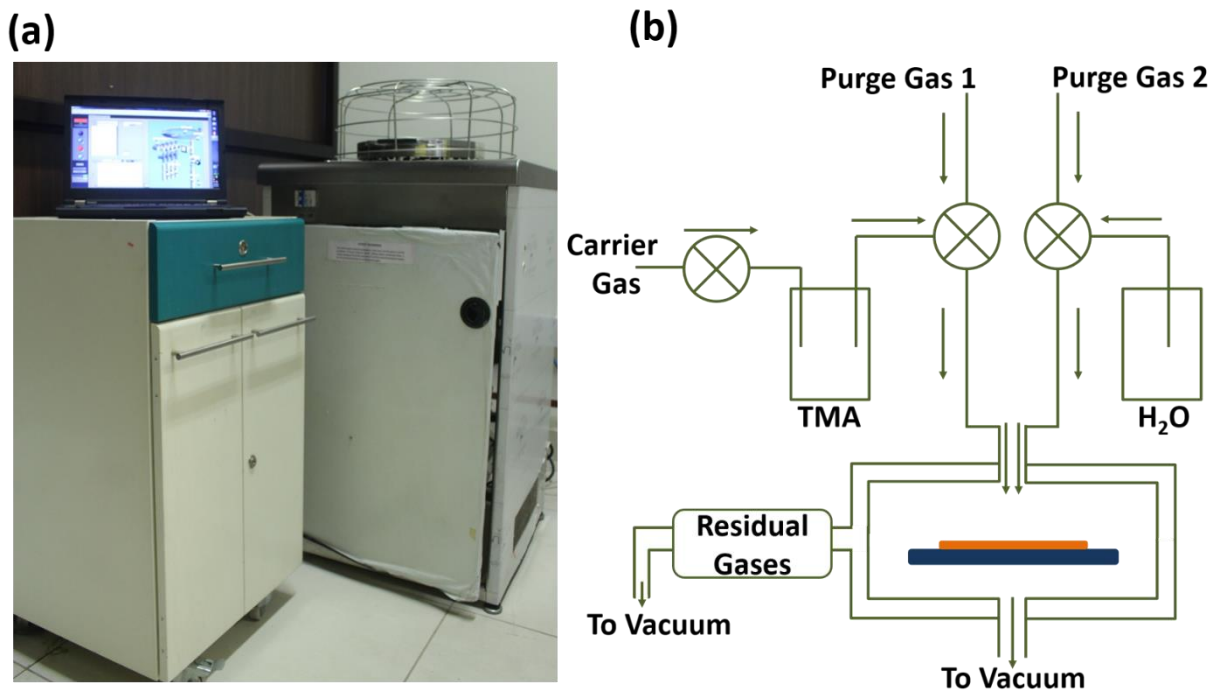 (a)
(b)
Purge Gas 1
Purge Gas 2
Carrier
Gas
TMA
H₂O
Residual
Gases
To Vacuum
To Vacuum